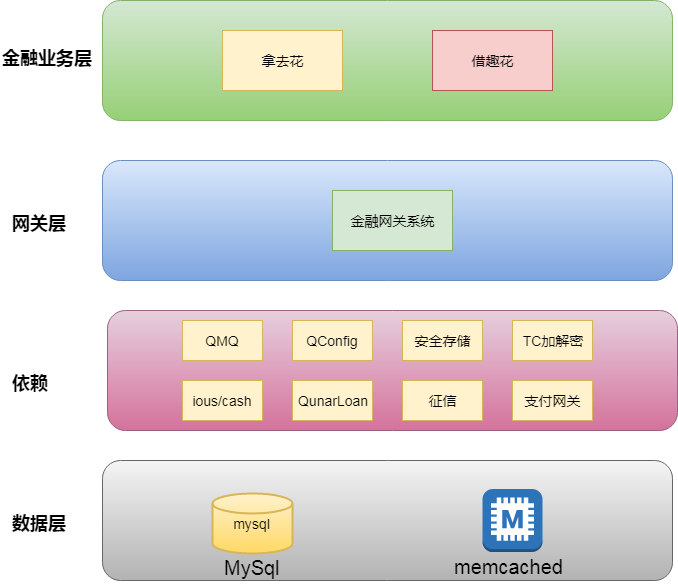 金融业务层
拿去花
借趣花
网关层
金融网关系统
依赖
QMQ
QConfig
安全存储
TC加解密
ious/cash
QunarLoan
征信
支付网关
数据层
mysql
M
MySql
memcached